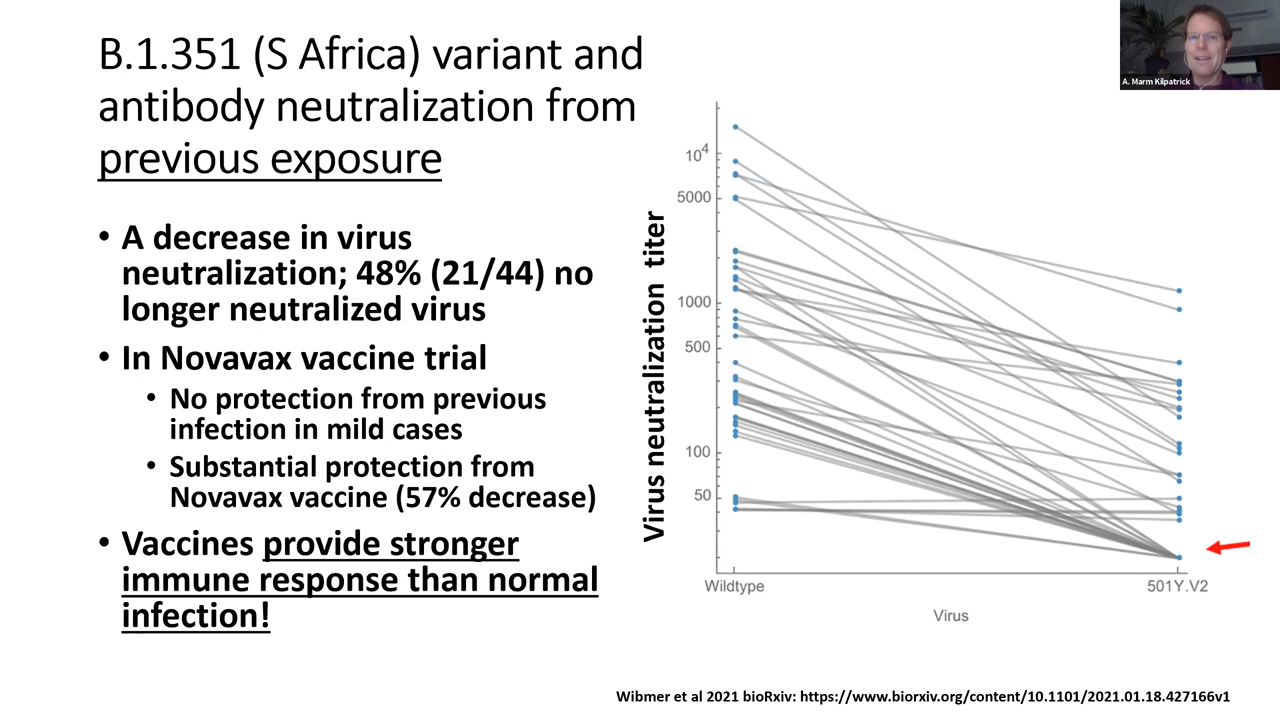 B.1.351 (S Africa) variant and
antibody neutralization from
previous exposure
• A decrease in virus
neutralization; 48% (21/44) no
longer neutralized virus
• In Novavax vaccine trial
• No protection from previous
infection in mild cases
• Substantial protection from
Novavax vaccine (57% decrease)
• Vaccines provide stronger
immune response than normal
infection!
A. Marm Kilpatrick
Virus neutralization titer
10⁴
5000
1000
500
100
50
Wildtype
501Y.V2
Virus
Wibmer et al 2021 bioRxiv: https://www.biorxiv.org/content/10.1101/2021.01.18.427166v1